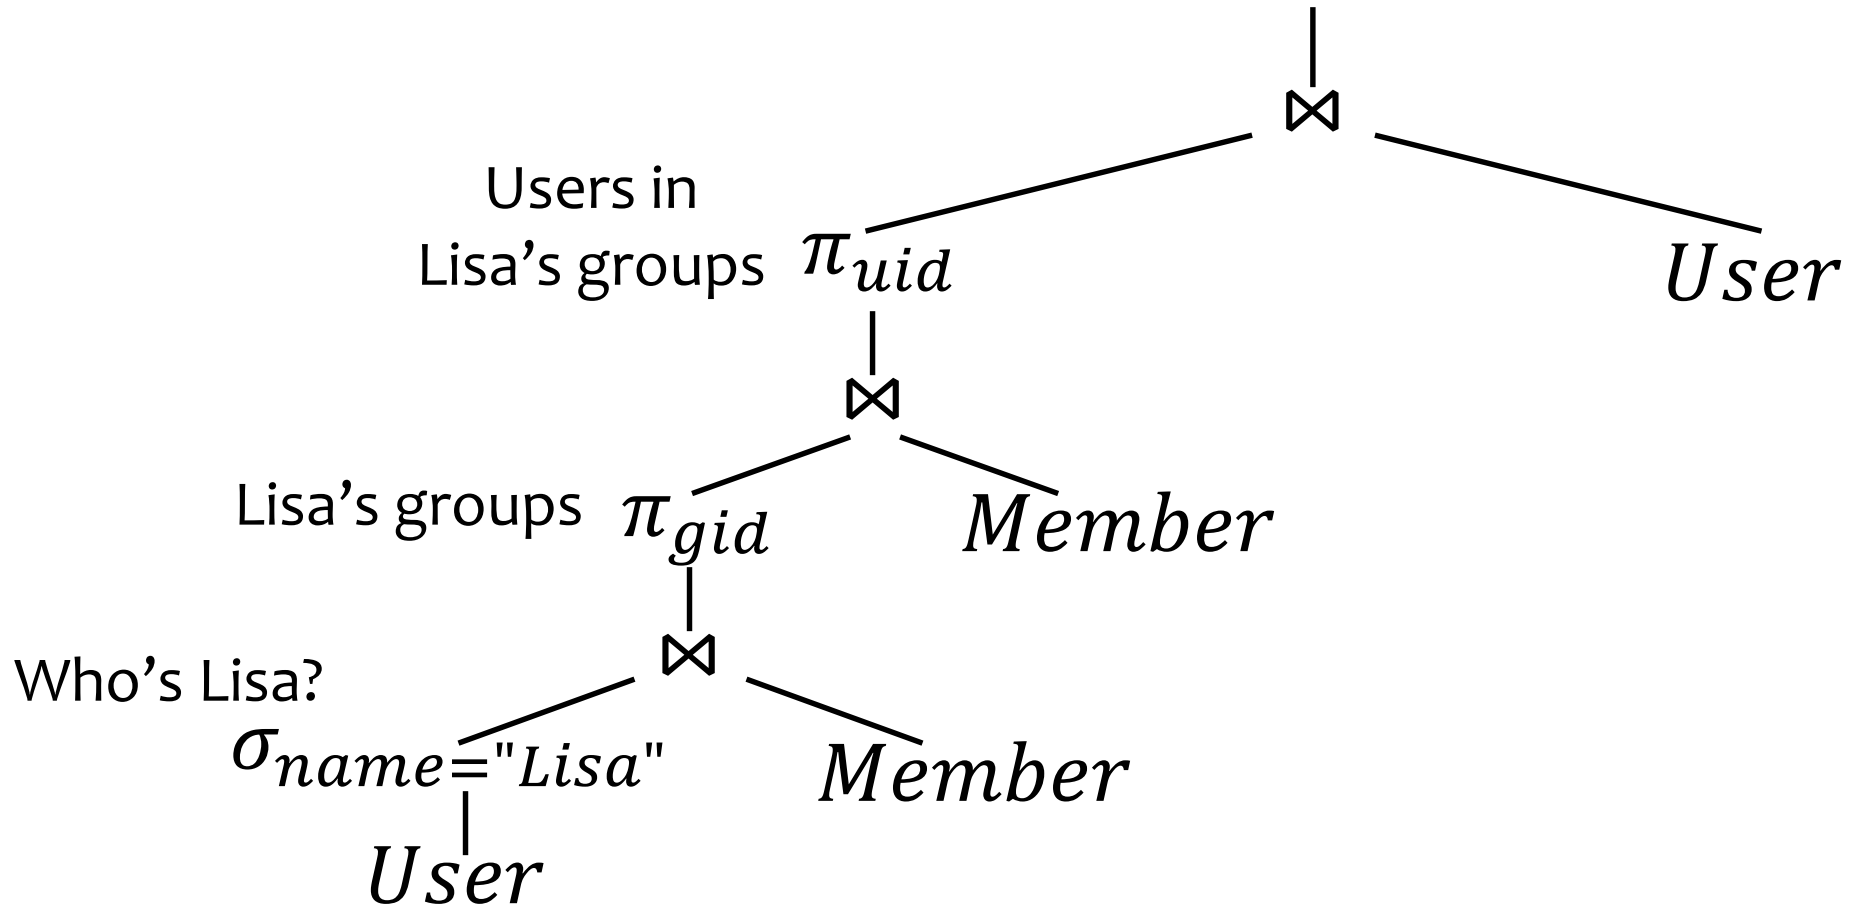 ⋈
Users in
Lisa’s groups π_uid
User
⋈
Lisa’s groups π_gid
Member
⋈
Who’s Lisa?
σ_name="Lisa"
Member
User